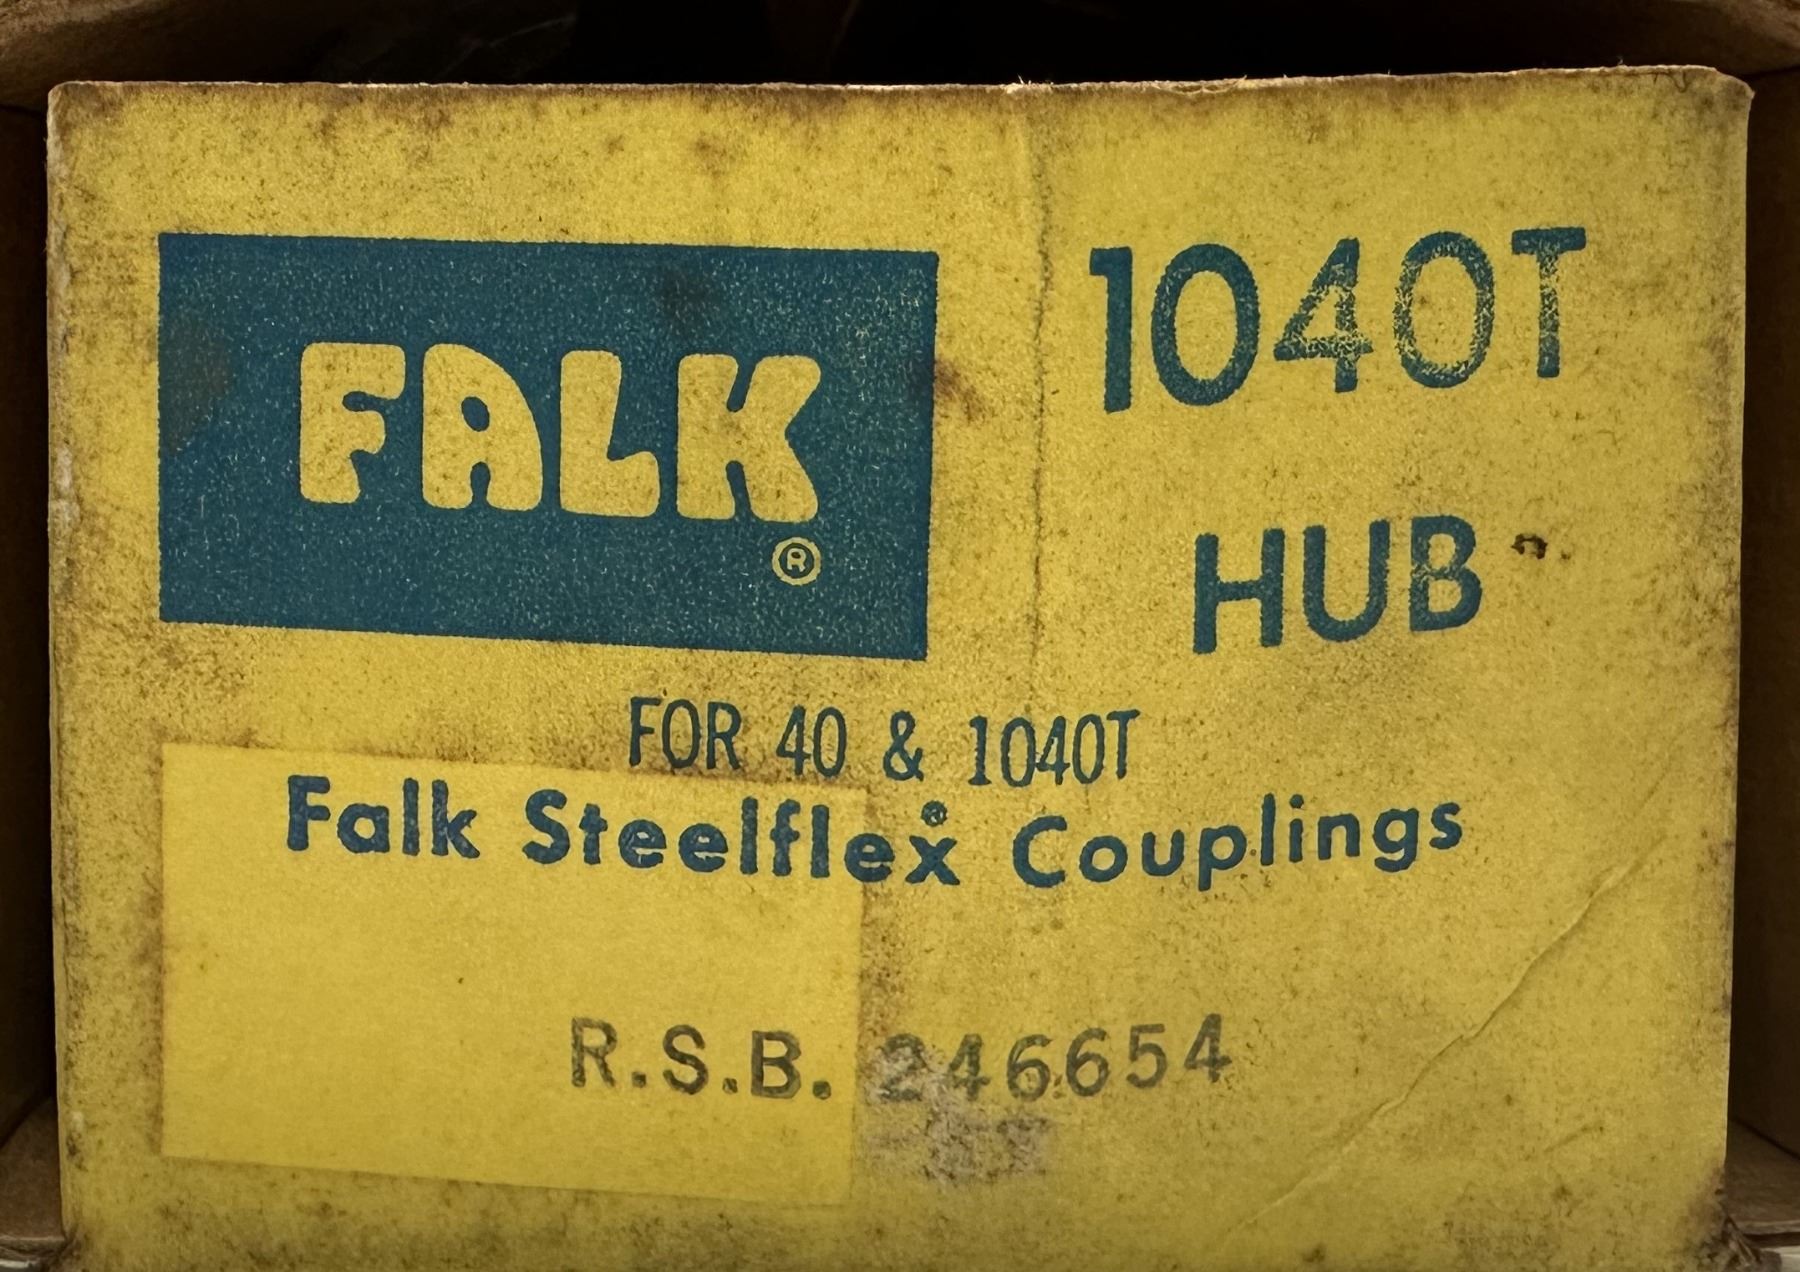 FALK®
1040T
HUB
FOR 40 & 1040T
Falk Steelflex® Couplings
R.S.B. 246654